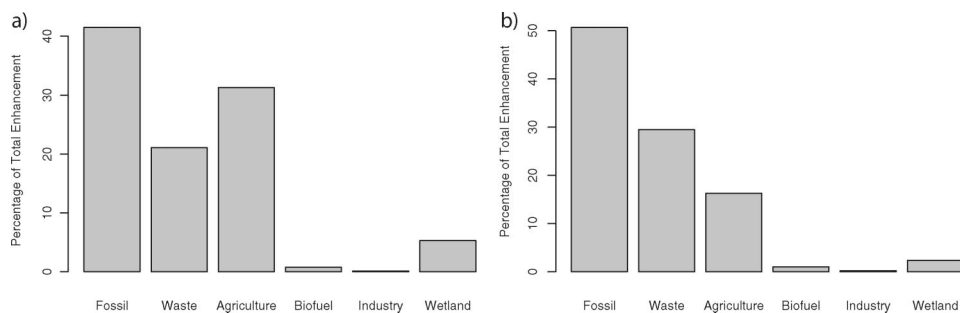 a)
Percentage of Total Enhancement
40
30
20
10
0
Fossil Waste Agriculture Biofuel Industry Wetland
b)
Percentage of Total Enhancement
50
40
30
20
10
0
Fossil Waste Agriculture Biofuel Industry Wetland